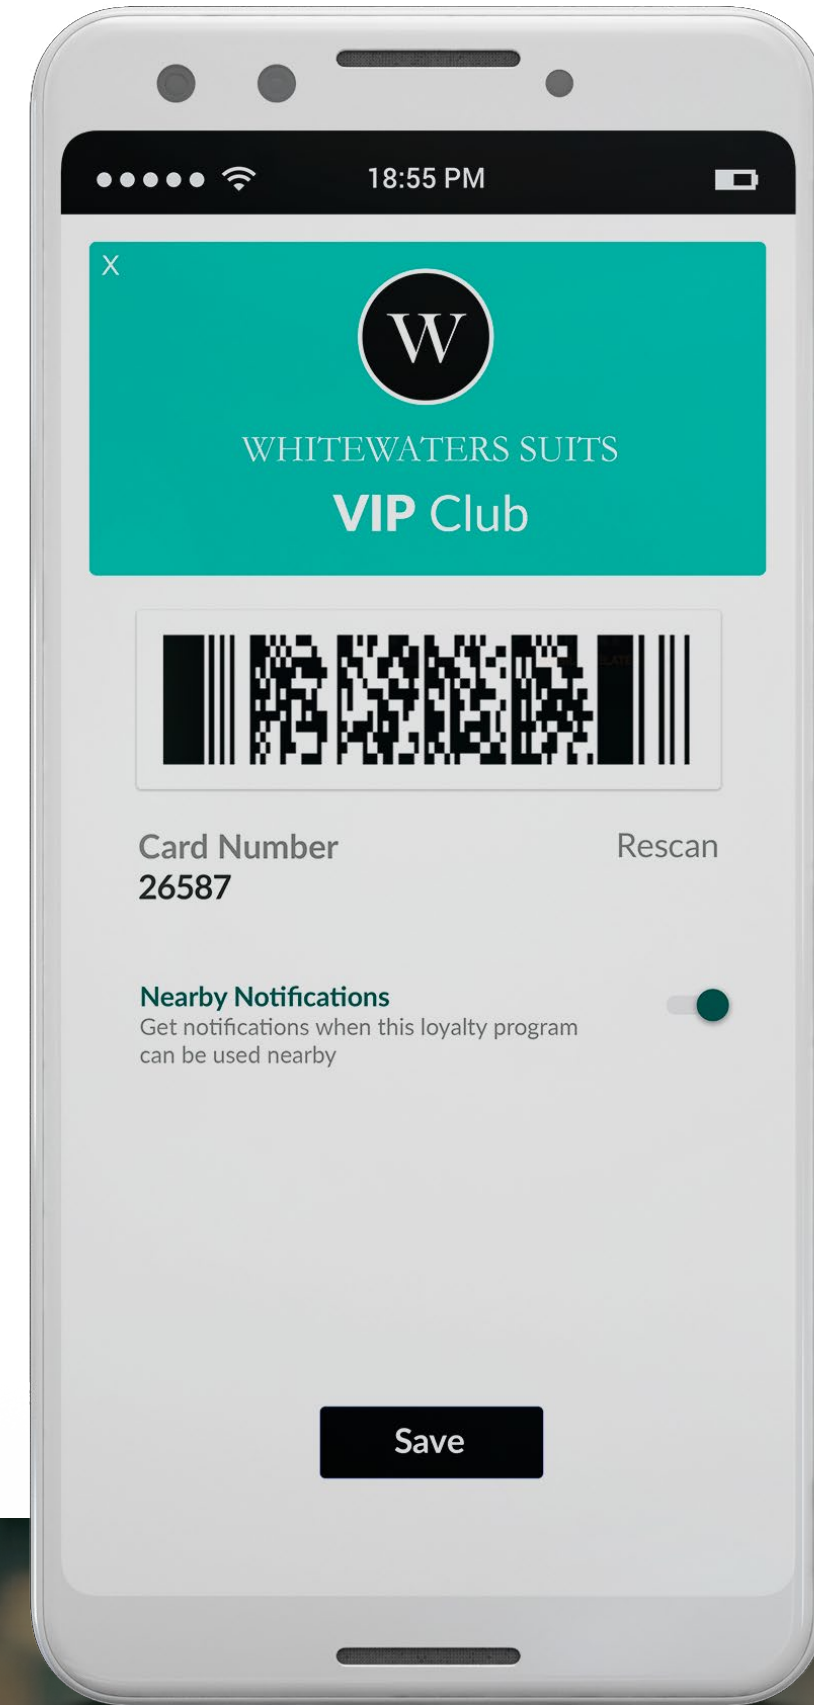 18:55 PM
X
W
WHITEWATERS SUITS
VIP Club
Card Number
Rescan
26587
Nearby Notifications
Get notifications when this loyalty program
can be used nearby
Save